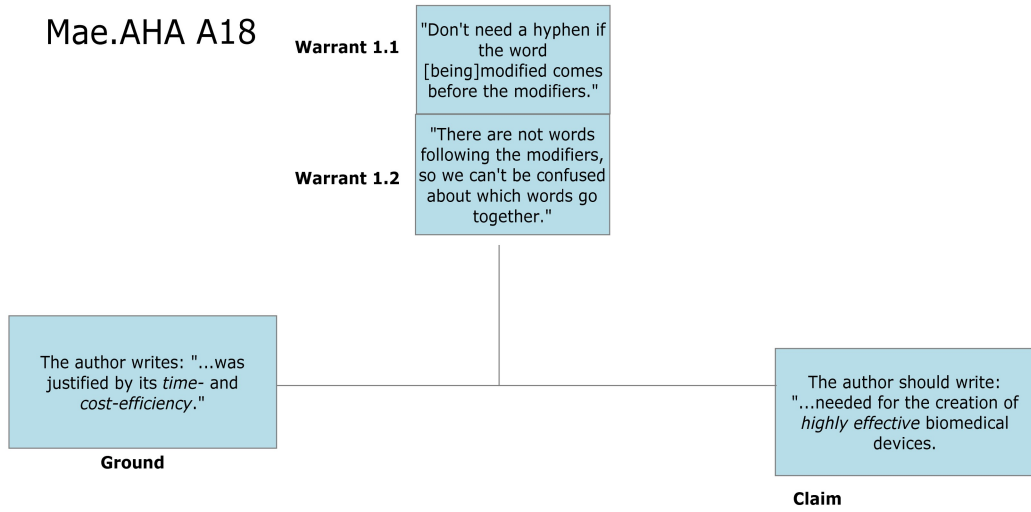 Mae.AHA A18
Warrant 1.1
"Don't need a hyphen if
the word
[being]modified comes
before the modifiers."
Warrant 1.2
"There are not words
following the modifiers,
so we can't be confused
about which words go
together."
The author writes: "...was
justified by its time- and
cost-efficiency."
Ground
The author should write:
"...needed for the creation of
highly effective biomedical
devices.
Claim